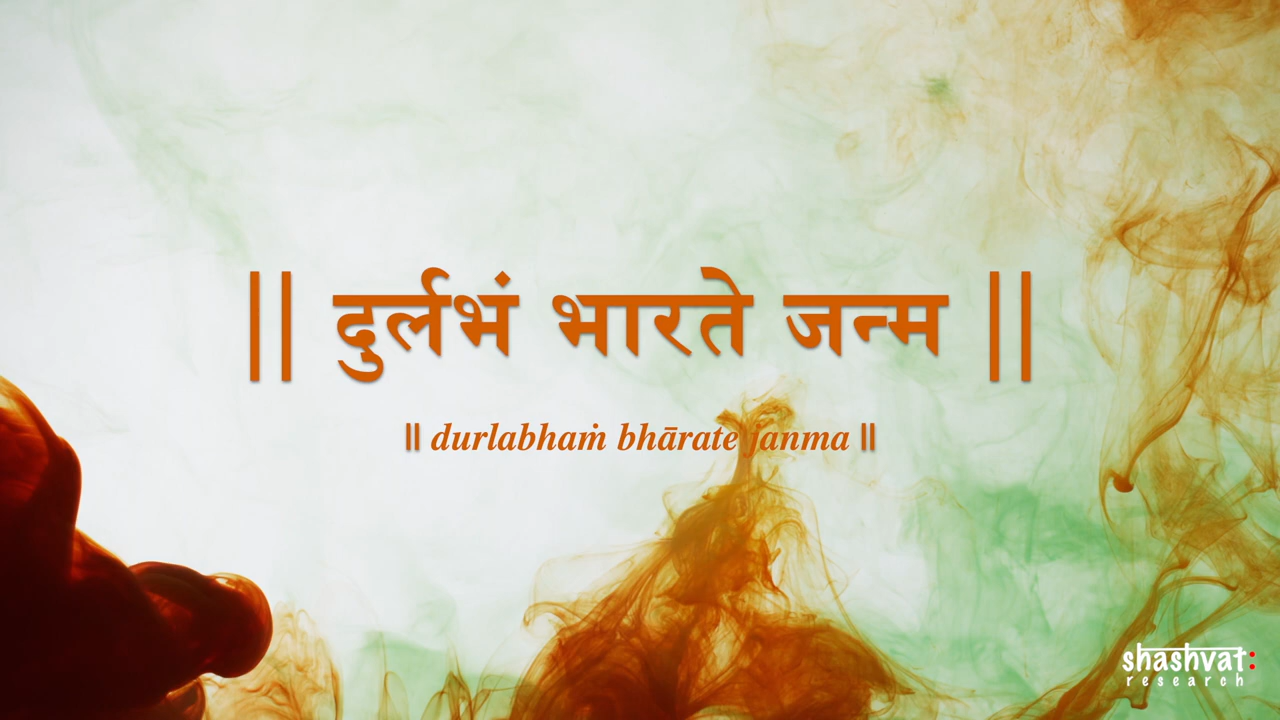 || दुर्लभं भारते जन्म ||
|| durlabhaṁ bhārate janma ||
shashvat:
research